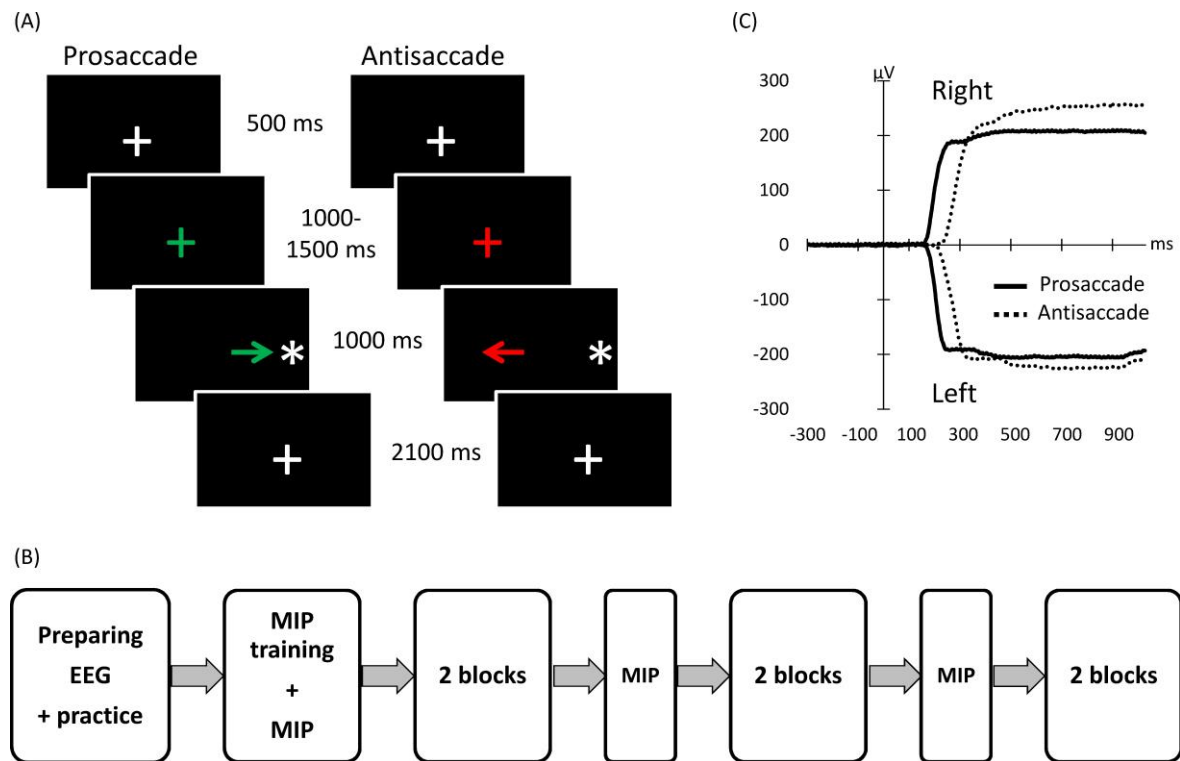 (A)
Prosaccade
Antisaccade
500 ms
1000-
1500 ms
1000 ms
*
*
2100 ms
(C)
µV
300
200
100
0
-100
-200
-300
Right
ms
Prosaccade
Antisaccade
Left
-300 -100 100 300 500 700 900
(B)
Preparing
EEG
+ practice
MIP
training
+
MIP
2 blocks
MIP
2 blocks
MIP
2 blocks